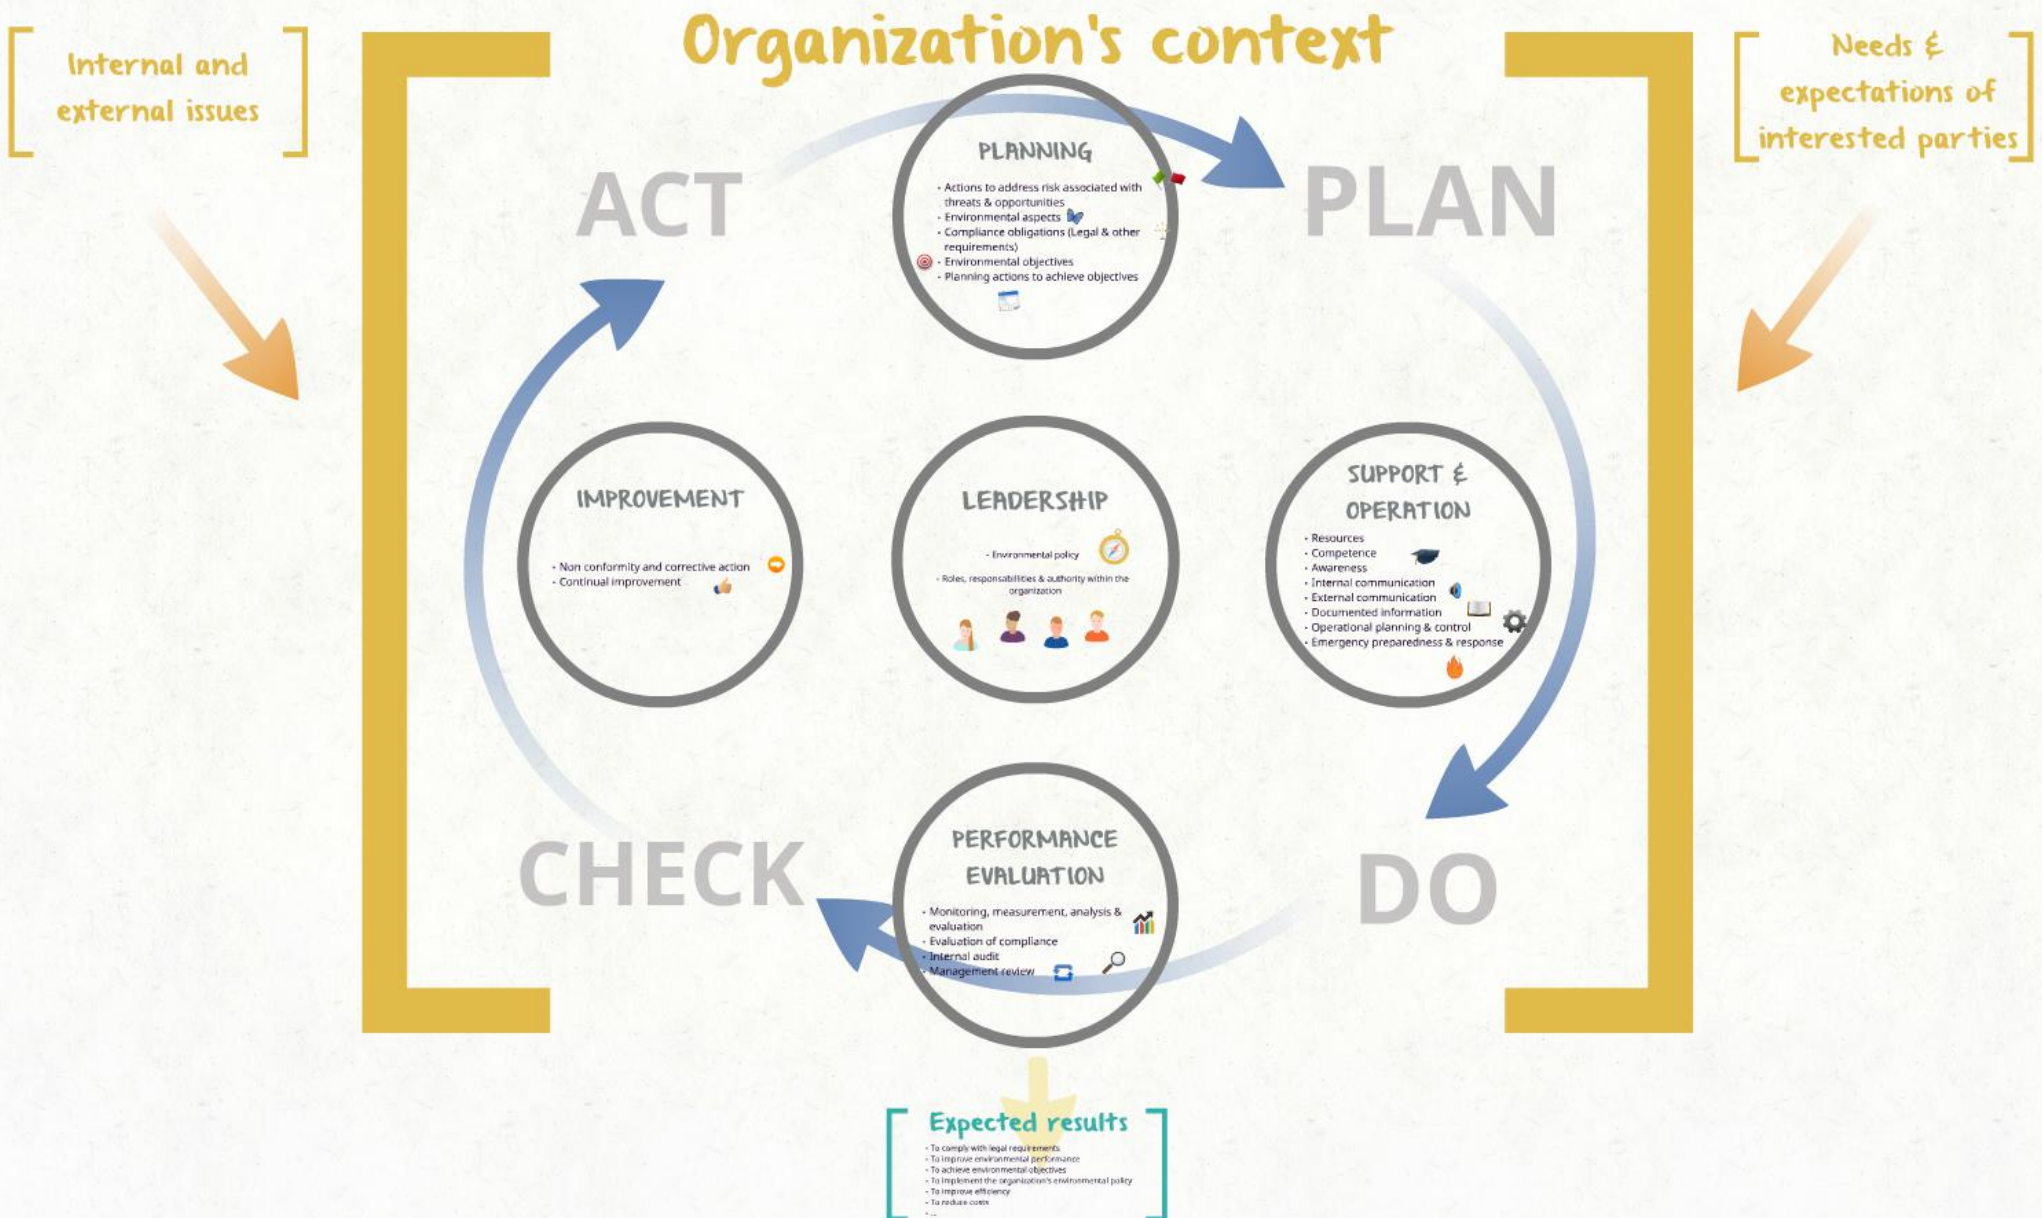 Organization's context
Internal and
external issues
Needs &
expectations of
interested parties
ACT
PLAN
PLANNING
- Actions to address risk associated with
threats & opportunities
- Environmental aspects
- Compliance obligations (Legal & other
requirements)
- Environmental objectives
- Planning actions to achieve objectives
IMPROVEMENT
- Non conformity and corrective action
- Continual improvement
LEADERSHIP
- Environmental policy
- Roles, responsabillities & authority within the
organization
SUPPORT &
OPERATION
- Resources
- Competence
- Awareness
- Internal communication
- External communication
- Documented information
- Operational planning & control
- Emergency preparedness & response
CHECK
DO
PERFORMANCE
EVALUATION
- Monitoring, measurement, analysis &
evaluation
- Evaluation of compliance
- Internal audit
- Management review
Expected results
- To comply with legal requirements
- To improve environmental performance
- To achieve environmental objectives
- To implement the organization's environmental policy
- To improve efficiency
- To reduce costs
- ...